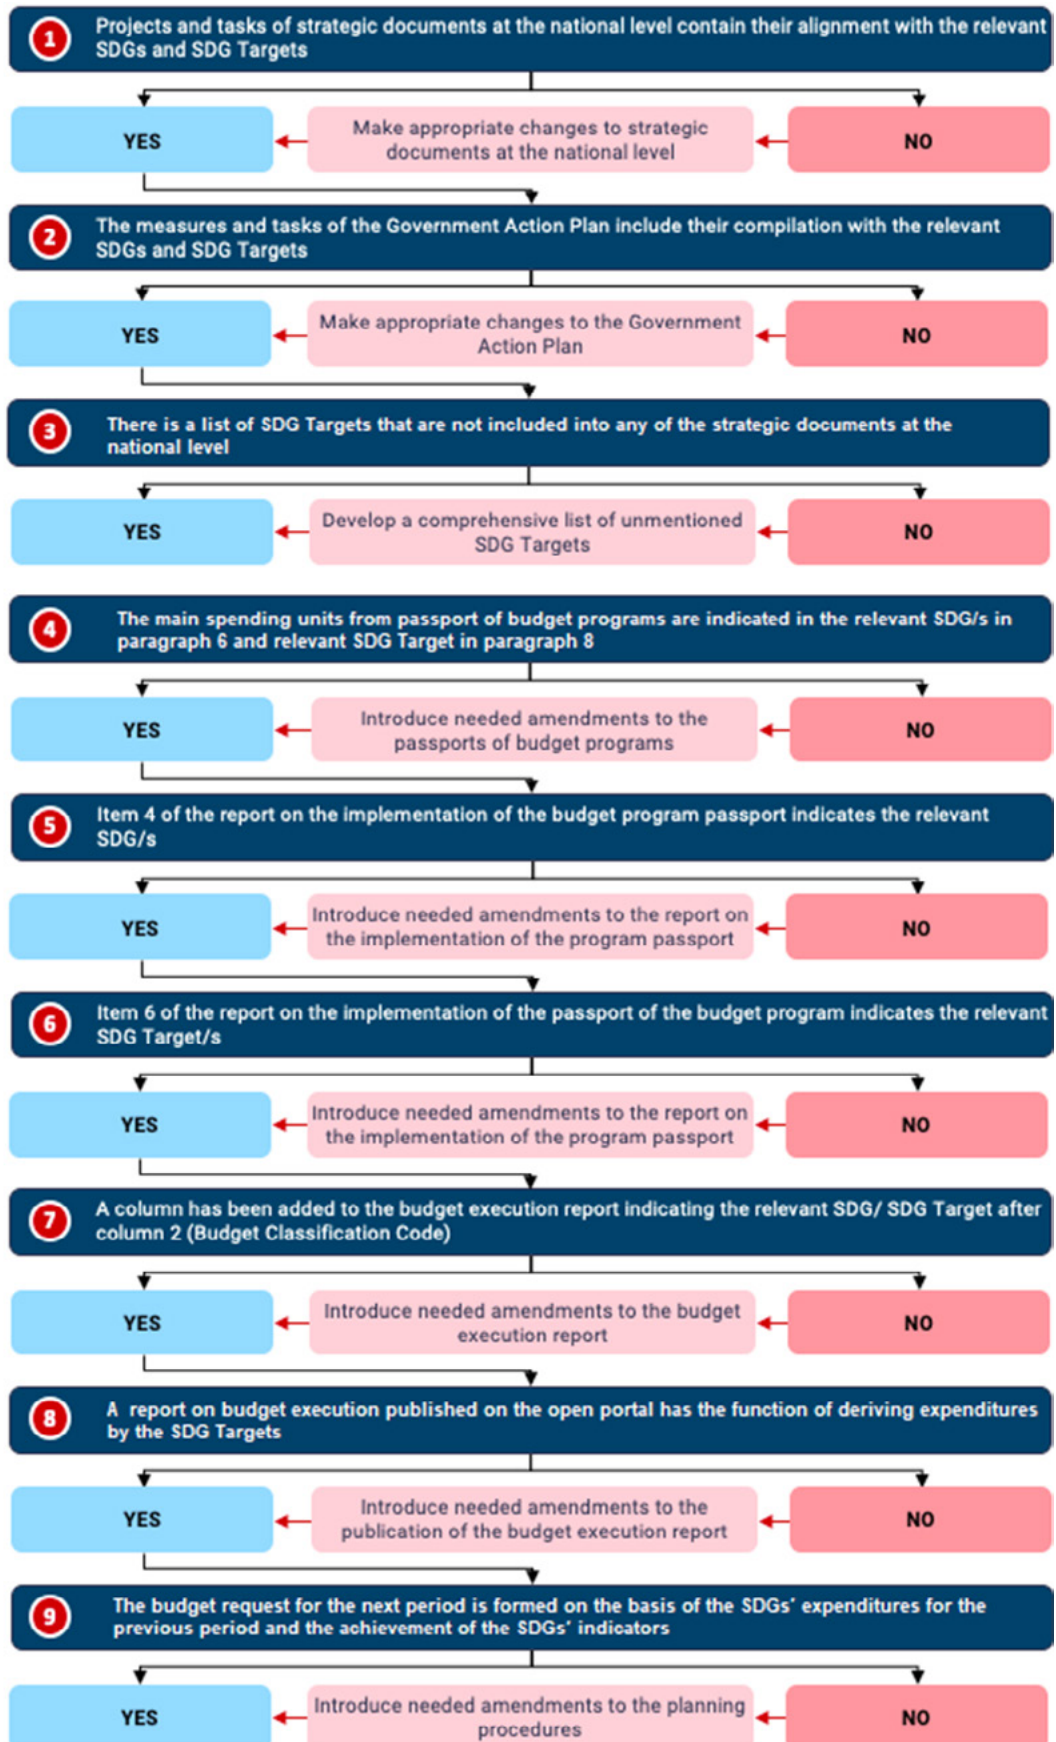 1
Projects and tasks of strategic documents at the national level contain their alignment with the relevant
SDGs and SDG Targets
YES
Make appropriate changes to strategic
documents at the national level
NO
2
The measures and tasks of the Government Action Plan include their compilation with the relevant
SDGs and SDG Targets
YES
Make appropriate changes to the Government
Action Plan
NO
3
There is a list of SDG Targets that are not included into any of the strategic documents at the
national level
YES
Develop a comprehensive list of unmentioned
SDG Targets
NO
4
The main spending units from passport of budget programs are indicated in the relevant SDG/s in
paragraph 6 and relevant SDG Target in paragraph 8
YES
Introduce needed amendments to the
passports of budget programs
NO
5
Item 4 of the report on the implementation of the budget program passport indicates the relevant
SDG/s
YES
Introduce needed amendments to the report on
the implementation of the program passport
NO
6
Item 6 of the report on the implementation of the passport of the budget program indicates the relevant
SDG Target/s
YES
Introduce needed amendments to the report on
the implementation of the program passport
NO
7
A column has been added to the budget execution report indicating the relevant SDG/ SDG Target after
column 2 (Budget Classification Code)
YES
Introduce needed amendments to the budget
execution report
NO
8
A report on budget execution published on the open portal has the function of deriving expenditures
by the SDG Targets
YES
Introduce needed amendments to the
publication of the budget execution report
NO
9
The budget request for the next period is formed on the basis of the SDGs' expenditures for the
previous period and the achievement of the SDGs' indicators
YES
Introduce needed amendments to the planning
procedures
NO